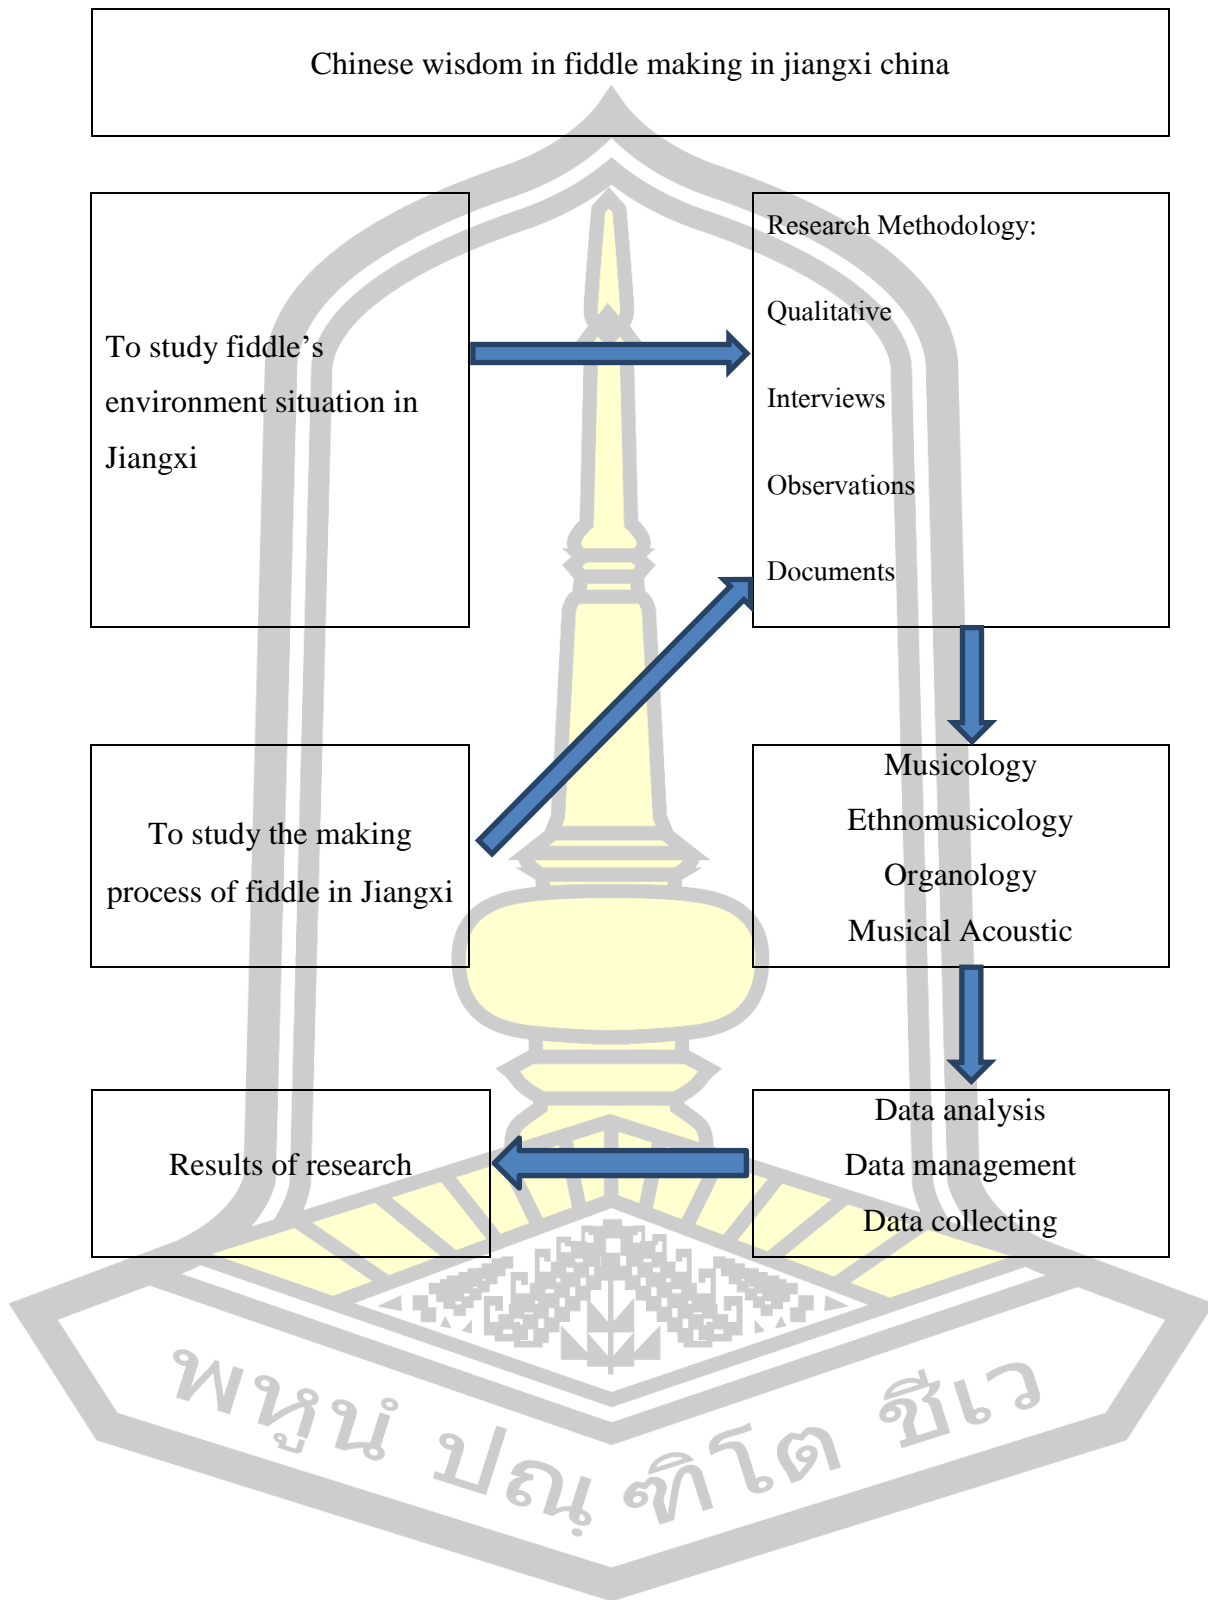 Chinese wisdom in fiddle making in jiangxi china
To study fiddle’s
environment situation in
Jiangxi
Research Methodology:
Qualitative
Interviews
Observations
Documents
To study the making
process of fiddle in Jiangxi
Musicology
Ethnomusicology
Organology
Musical Acoustic
Results of research
Data analysis
Data management
Data collecting
พหูนํ ปณฺฑิโต ชีเว